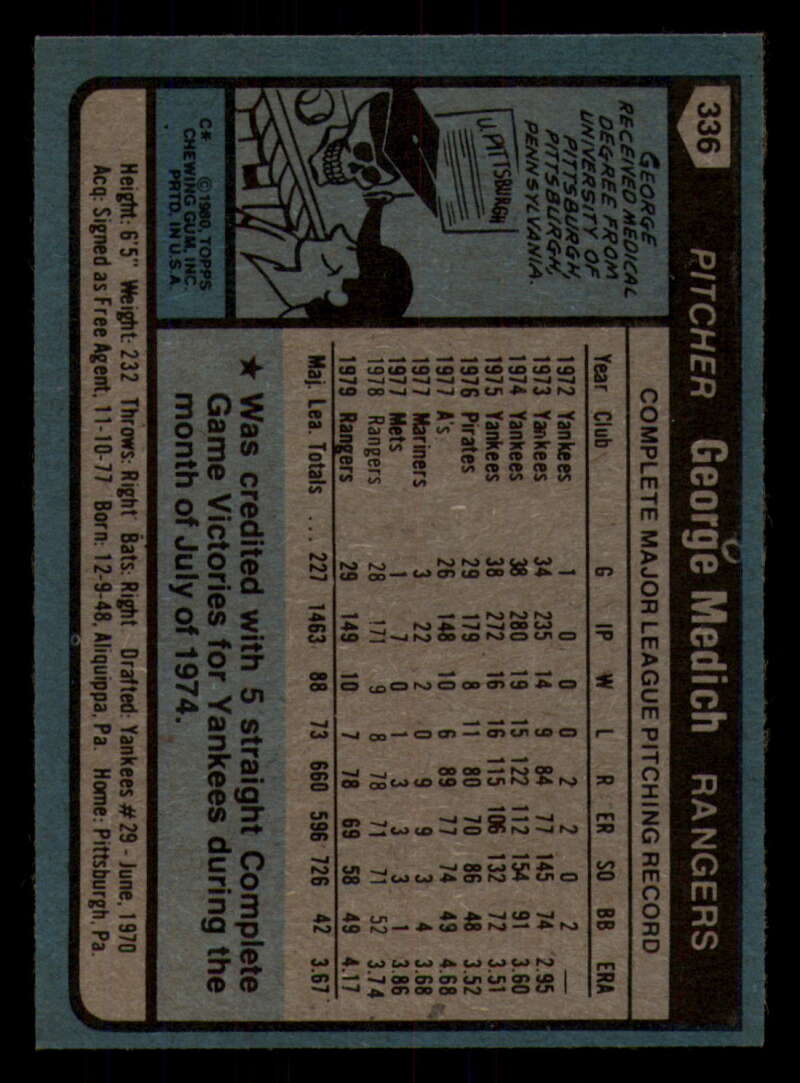 336 PITCHER George Medich RANGERS
GEORGE
RECEIVED MEDICAL
DEGREE FROM
UNIVERSITY OF
PITTSBURGH,
PITTSBURGH,
PENNSYLVANIA.
U. PITTSBURGH
C* © 1980, TOPPS
CHEWING GUM, INC.
PRTD. IN U.S.A.
COMPLETE MAJOR LEAGUE PITCHING RECORD
Year Club G IP W L R ER SO BB ERA
1972 Yankees 1 0 0 0 2 2 0 2 —
1973 Yankees 34 235 14 9 84 77 145 74 2.95
1974 Yankees 38 280 19 15 122 112 154 91 3.60
1975 Yankees 38 272 16 16 115 106 132 72 3.51
1976 Pirates 29 179 8 11 80 70 86 48 3.52
1977 A's 26 148 10 6 89 77 74 49 4.68
1977 Mariners 3 22 2 0 9 9 3 4 3.68
1977 Mets 1 7 0 1 3 3 3 1 3.86
1978 Rangers 28 171 9 8 78 71 71 52 3.74
1979 Rangers 29 149 10 7 78 69 58 49 4.17
Maj. Lea. Totals ... 227 1463 88 73 660 596 726 42 3.67
★ Was credited with 5 straight Complete
Game Victories for Yankees during the
month of July of 1974.
Height: 6'5" Weight: 232 Throws: Right Bats: Right Drafted: Yankees #29 - June, 1970
Acq: Signed as Free Agent, 11-10-77 Born: 12-9-48, Aliquippa, Pa. Home: Pittsburgh, Pa.